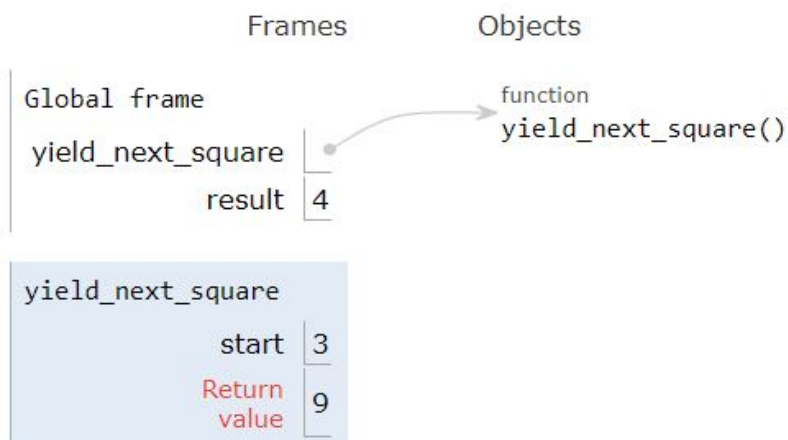 Frames Objects
Global frame
function
yield_next_square
yield_next_square()
result 4
yield_next_square
start 3
Return
value 9